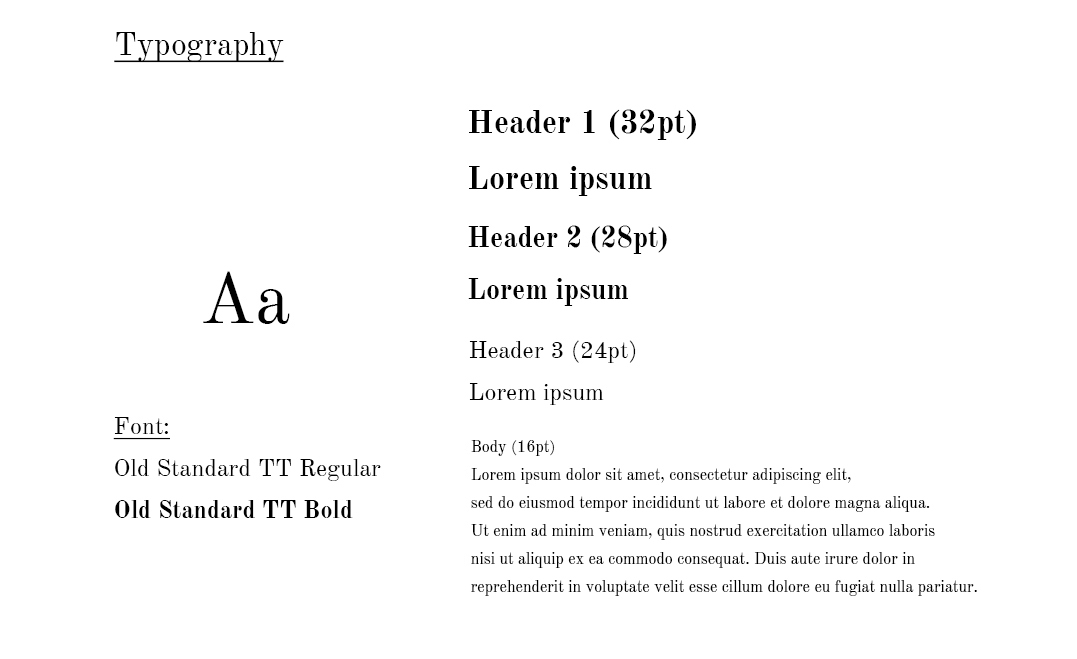 Typography
Aa
Font:
Old Standard TT Regular
Old Standard TT Bold
Header 1 (32pt)
Lorem ipsum
Header 2 (28pt)
Lorem ipsum
Header 3 (24pt)
Lorem ipsum
Body (16pt)
Lorem ipsum dolor sit amet, consectetur adipiscing elit,
sed do eiusmod tempor incididunt ut labore et dolore magna aliqua.
Ut enim ad minim veniam, quis nostrud exercitation ullamco laboris
nisi ut aliquip ex ea commodo consequat. Duis aute irure dolor in
reprehenderit in voluptate velit esse cillum dolore eu fugiat nulla pariatur.